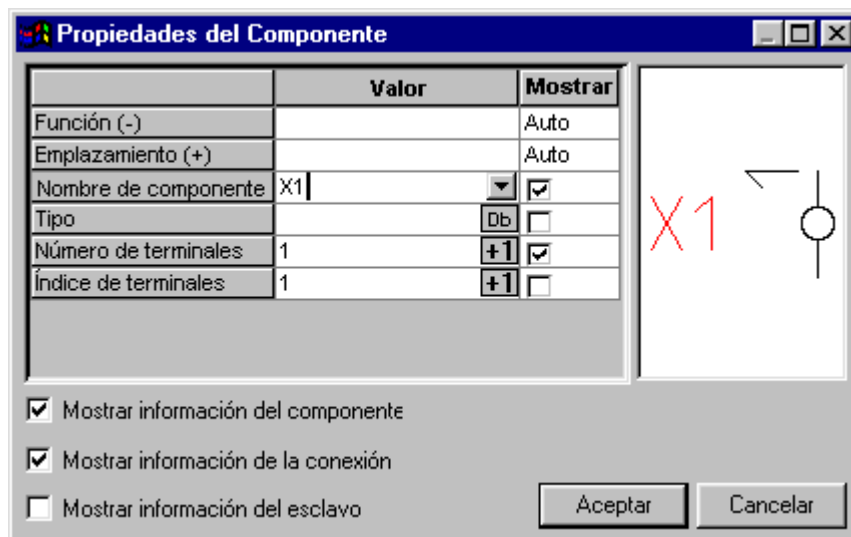 Propiedades del Componente
Valor Mostrar
Función (-) Auto
Emplazamiento (+) Auto
Nombre de componente X1
Tipo Db
Número de terminales 1 +1
Índice de terminales 1 +1
X1
Mostrar información del componente
Mostrar información de la conexión
Mostrar información del esclavo
Aceptar Cancelar